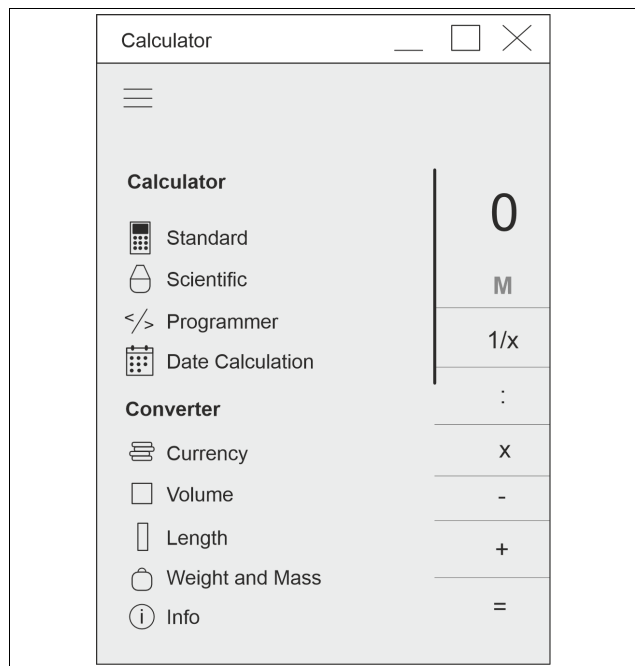 Calculator
Calculator
Standard
Scientific
</> Programmer
Date Calculation
Converter
Currency
Volume
Length
Weight and Mass
i Info
0
M
1/x
:
x
-
+
=